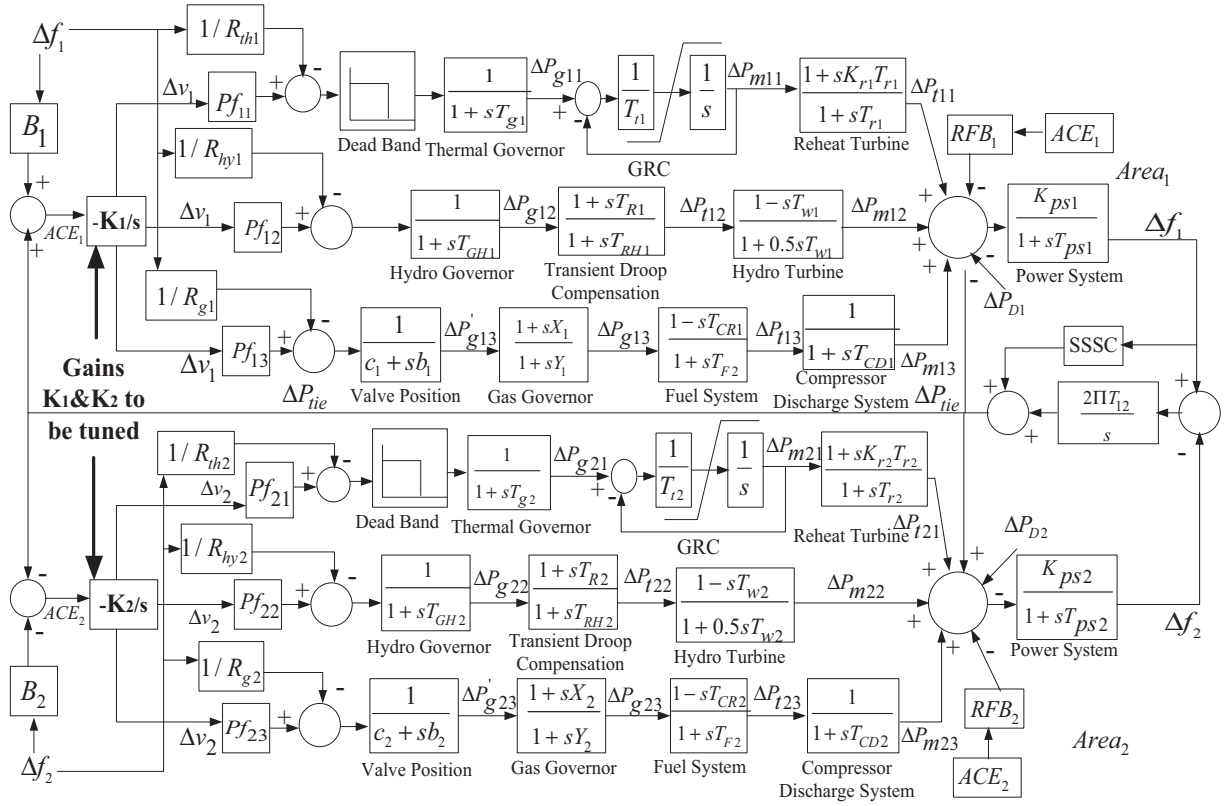 Δf1
1 / Rth1
Δv1
Pf11
+
-
Dead Band
1 / 1 + sTg1
Thermal Governor
ΔPg11
+
-
1 / Tt1
1 / s
GRC
ΔPm11
1 + sKr1Tr1 / 1 + sTr1
Reheat Turbine
ΔPt11
RFB1
ACE1
Area1
B1
+
+
ACE1
-K1/s
1 / Rhy1
Δv1
Pf12
+
-
1 / 1 + sTGH1
Hydro Governor
ΔPg12
1 + sTR1 / 1 + sTRH1
Transient Droop
Compensation
ΔPt12
1 - sTw1 / 1 + 0.5sTw1
Hydro Turbine
ΔPm12
+
+
+
-
-
-
ΔPD1
Kps1 / 1 + sTps1
Power System
Δf1
1 / Rg1
Δv1
Pf13
+
-
1 / c1 + sb1
Valve Position
ΔP'g13
1 + sX1 / 1 + sY1
Gas Governor
ΔPg13
1 - sTCR1 / 1 + sTF2
Fuel System
ΔPt13
1 / 1 + sTCD1
Compressor
Discharge System
ΔPm13
Gains
K1&K2 to
be tuned
ΔPtie
ΔPtie
SSSC
+
+
2ΠT12 / s
+
-
1 / Rth2
Δv2
Pf21
+
-
Dead Band
1 / 1 + sTg2
Thermal Governor
ΔPg21
+
-
1 / Tt2
1 / s
GRC
ΔPm21
1 + sKr2Tr2 / 1 + sTr2
Reheat Turbine
ΔPt21
ΔPD2
-
-
ACE2
-K2/s
1 / Rhy2
Δv2
Pf22
+
-
1 / 1 + sTGH2
Hydro Governor
ΔPg22
1 + sTR2 / 1 + sTRH2
Transient Droop
Compensation
ΔPt22
1 - sTw2 / 1 + 0.5sTw2
Hydro Turbine
ΔPm22
+
+
+
+
-
-
Kps2 / 1 + sTps2
Power System
Δf2
B2
Δf2
1 / Rg2
Δv2
Pf23
+
-
1 / c2 + sb2
Valve Position
ΔP'g23
1 + sX2 / 1 + sY2
Gas Governor
ΔPg23
1 - sTCR2 / 1 + sTF2
Fuel System
ΔPt23
1 / 1 + sTCD2
Compressor
Discharge System
ΔPm23
RFB2
ACE2
Area2